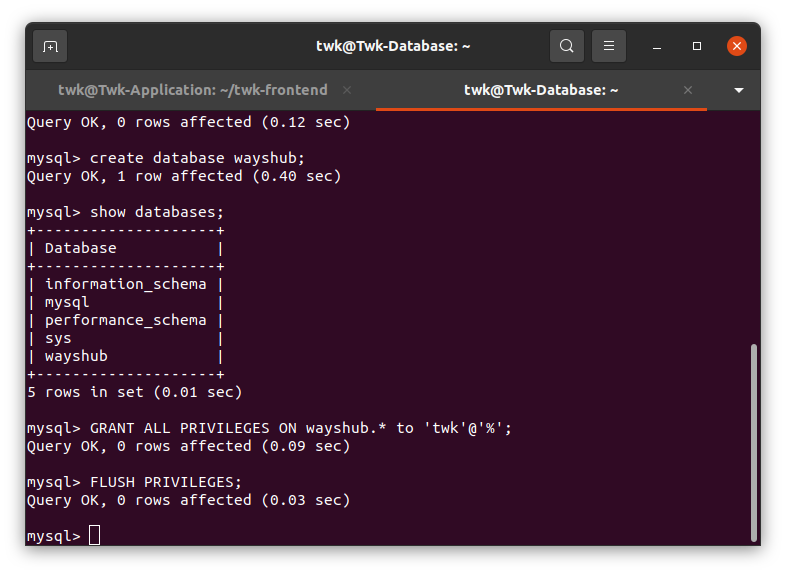 twk@Twk-Database: ~
twk@Twk-Application: ~/twk-frontend
twk@Twk-Database: ~
Query OK, 0 rows affected (0.12 sec)
mysql> create database wayshub;
Query OK, 1 row affected (0.40 sec)
mysql> show databases;
+--------------------+
| Database           |
+--------------------+
| information_schema |
| mysql              |
| performance_schema |
| sys                |
| wayshub            |
+--------------------+
5 rows in set (0.01 sec)
mysql> GRANT ALL PRIVILEGES ON wayshub.* to 'twk'@'%';
Query OK, 0 rows affected (0.09 sec)
mysql> FLUSH PRIVILEGES;
Query OK, 0 rows affected (0.03 sec)
mysql>